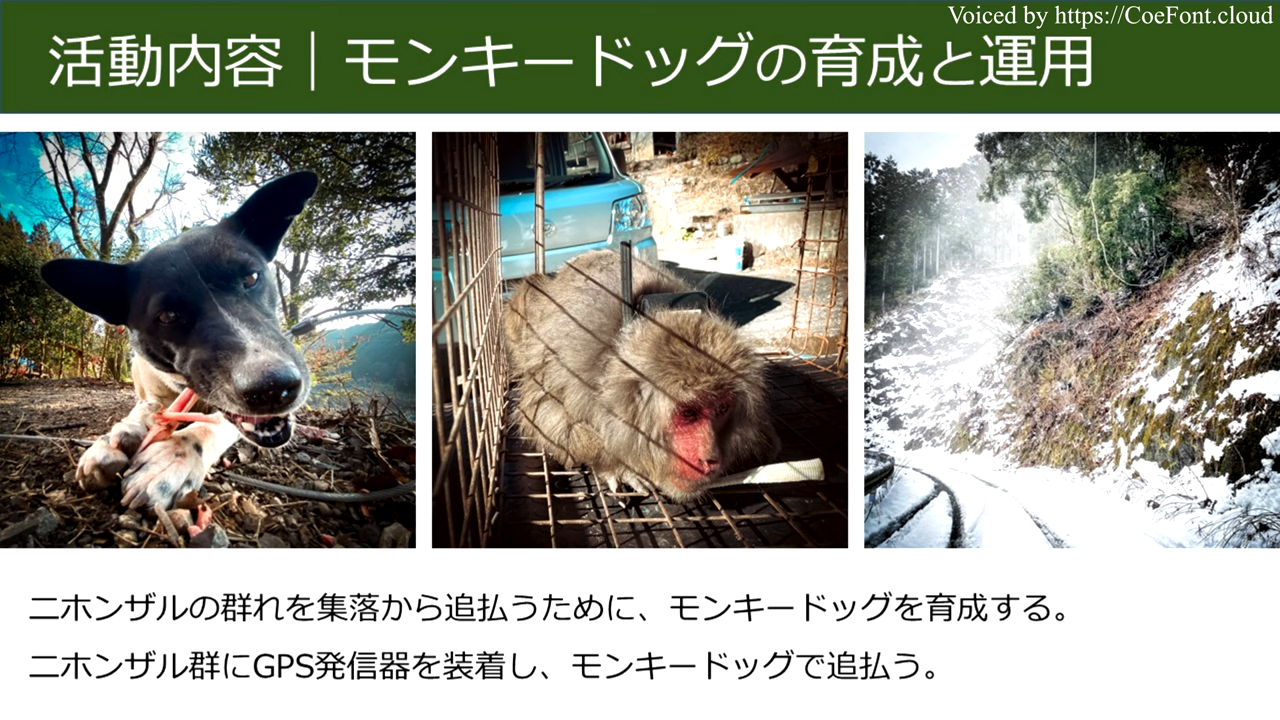 Voiced by https://CoeFont.cloud
活動内容｜モンキードッグの育成と運用
ニホンザルの群れを集落から追払うために、モンキードッグを育成する。
ニホンザル群にGPS発信器を装着し、モンキードッグで追払う。